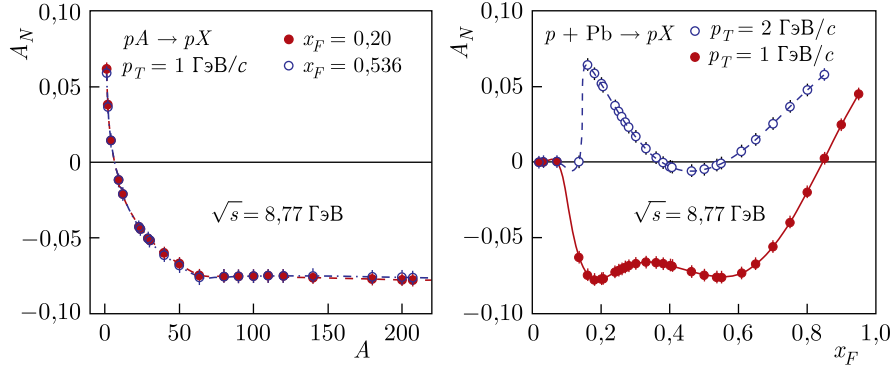 0,10
0,05
0
−0,05
−0,10
A_N
pA → pX
p_T = 1 ГэВ/c
x_F = 0,20
x_F = 0,536
√s = 8,77 ГэВ
0 50 100 150 200
A
0,10
0,05
0
−0,05
−0,10
A_N
p + Pb → pX
p_T = 2 ГэВ/c
p_T = 1 ГэВ/c
√s = 8,77 ГэВ
0 0,2 0,4 0,6 0,8 1,0
x_F